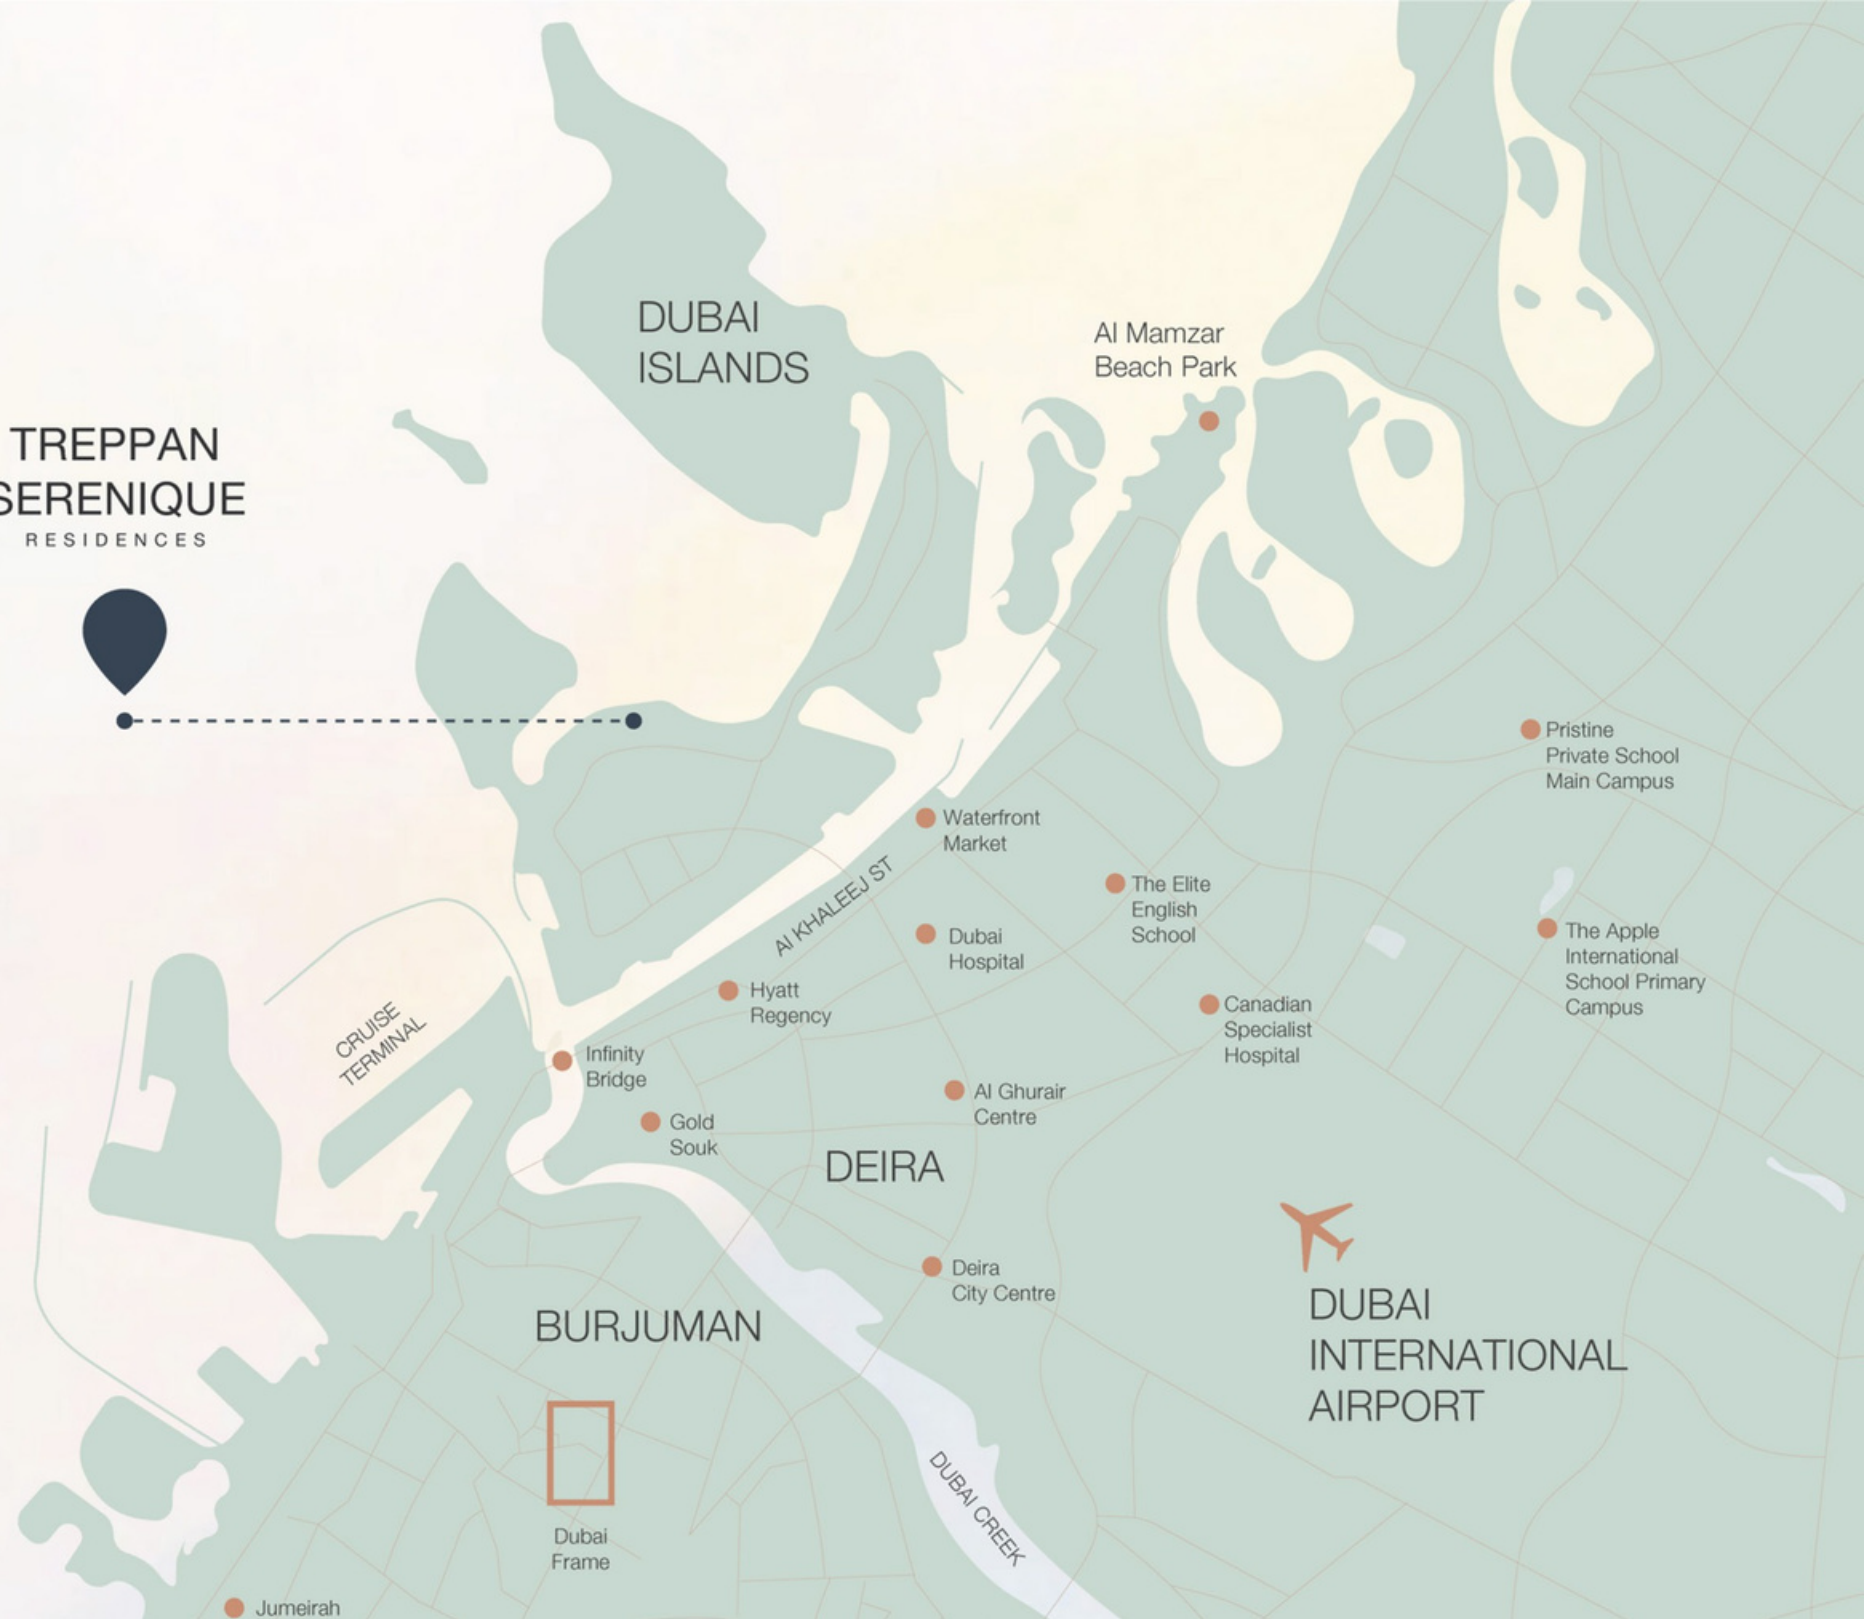 DUBAI
ISLANDS
Al Mamzar
Beach Park
TREPPAN
SERENIQUE
RESIDENCES
Pristine
Private School
Main Campus
Waterfront
Market
Al KHALEEJ ST
The Elite
English
School
Dubai
Hospital
The Apple
International
School Primary
Campus
Hyatt
Regency
Canadian
Specialist
Hospital
CRUISE
TERMINAL
Infinity
Bridge
Al Ghurair
Centre
Gold
Souk
DEIRA
Deira
City Centre
DUBAI
INTERNATIONAL
AIRPORT
BURJUMAN
DUBAI CREEK
Dubai
Frame
Jumeirah